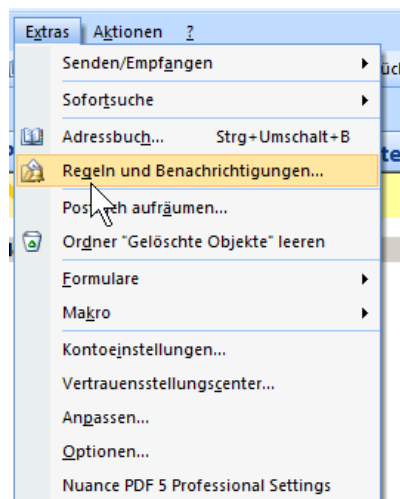 Extras Aktionen ?
Senden/Empfangen
Sofortsuche
Adressbuch... Strg+Umschalt+B
Regeln und Benachrichtigungen...
Postfach aufräumen...
Ordner "Gelöschte Objekte" leeren
Formulare
Makro
Kontoeinstellungen...
Vertrauensstellungscenter...
Anpassen...
Optionen...
Nuance PDF 5 Professional Settings